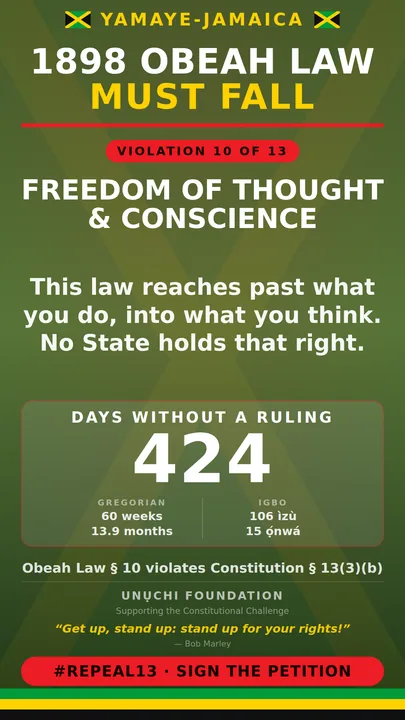 YAMAYE-JAMAICA
1898 OBEAH LAW
MUST FALL
VIOLATION 10 OF 13
FREEDOM OF THOUGHT
& CONSCIENCE
This law reaches past what
you do, into what you think.
No State holds that right.
DAYS WITHOUT A RULING
424
GREGORIAN
60 weeks
13.9 months
IGBO
106 ìzù
15 ọ́nwá
Obeah Law § 10 violates Constitution § 13(3)(b)
UNỤCHI FOUNDATION
Supporting the Constitutional Challenge
“Get up, stand up: stand up for your rights!”
— Bob Marley
#REPEAL13 · SIGN THE PETITION